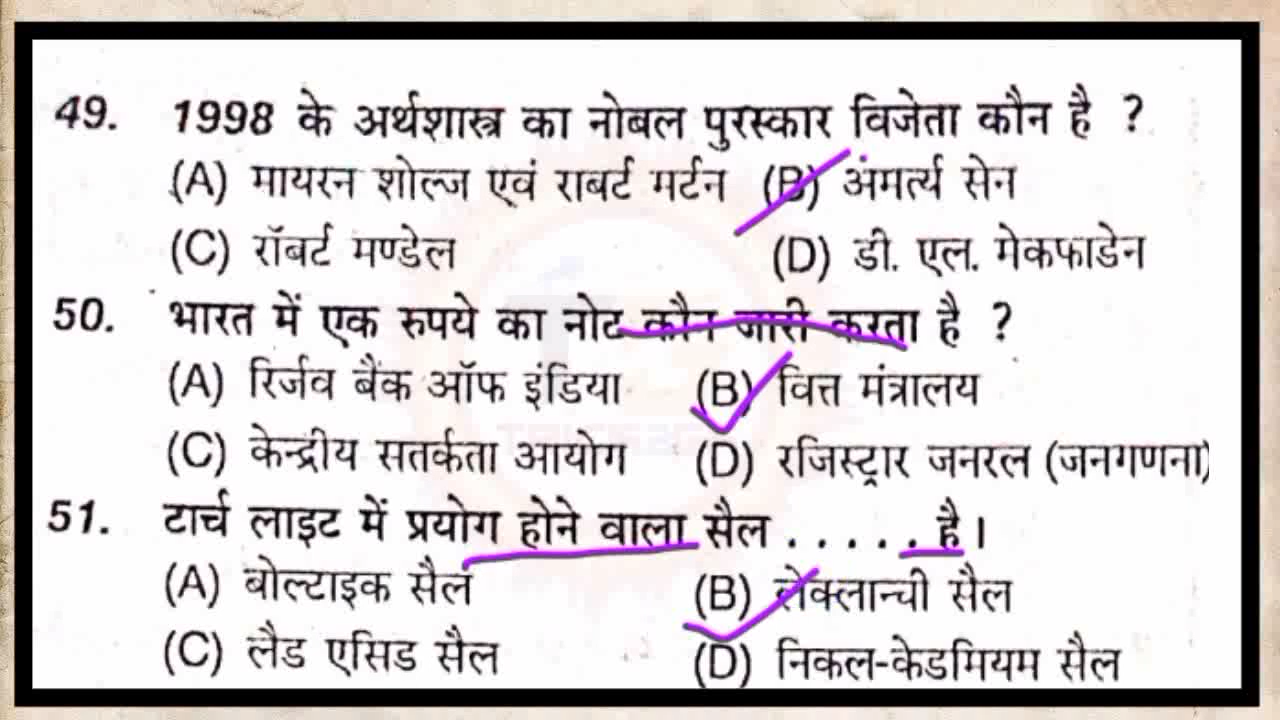 49. 1998 के अर्थशास्त्र का नोबल पुरस्कार विजेता कौन है ?
(A) मायरन शोल्ज एवं राबर्ट मर्टन (B) अंमर्त्य सेन
(C) रॉबर्ट मण्डेल (D) डी. एल. मेकफाडेन
50. भारत में एक रुपये का नोट कौन जारी करता है ?
(A) रिर्जव बैंक ऑफ इंडिया (B) वित्त मंत्रालय
(C) केन्द्रीय सतर्कता आयोग (D) रजिस्ट्रार जनरल (जनगणना)
51. टार्च लाइट में प्रयोग होने वाला सैल . . . . . . है।
(A) बोल्टाइक सैल (B) लेक्लान्ची सैल
(C) लैड एसिड सैल (D) निकल-केडमियम सैल